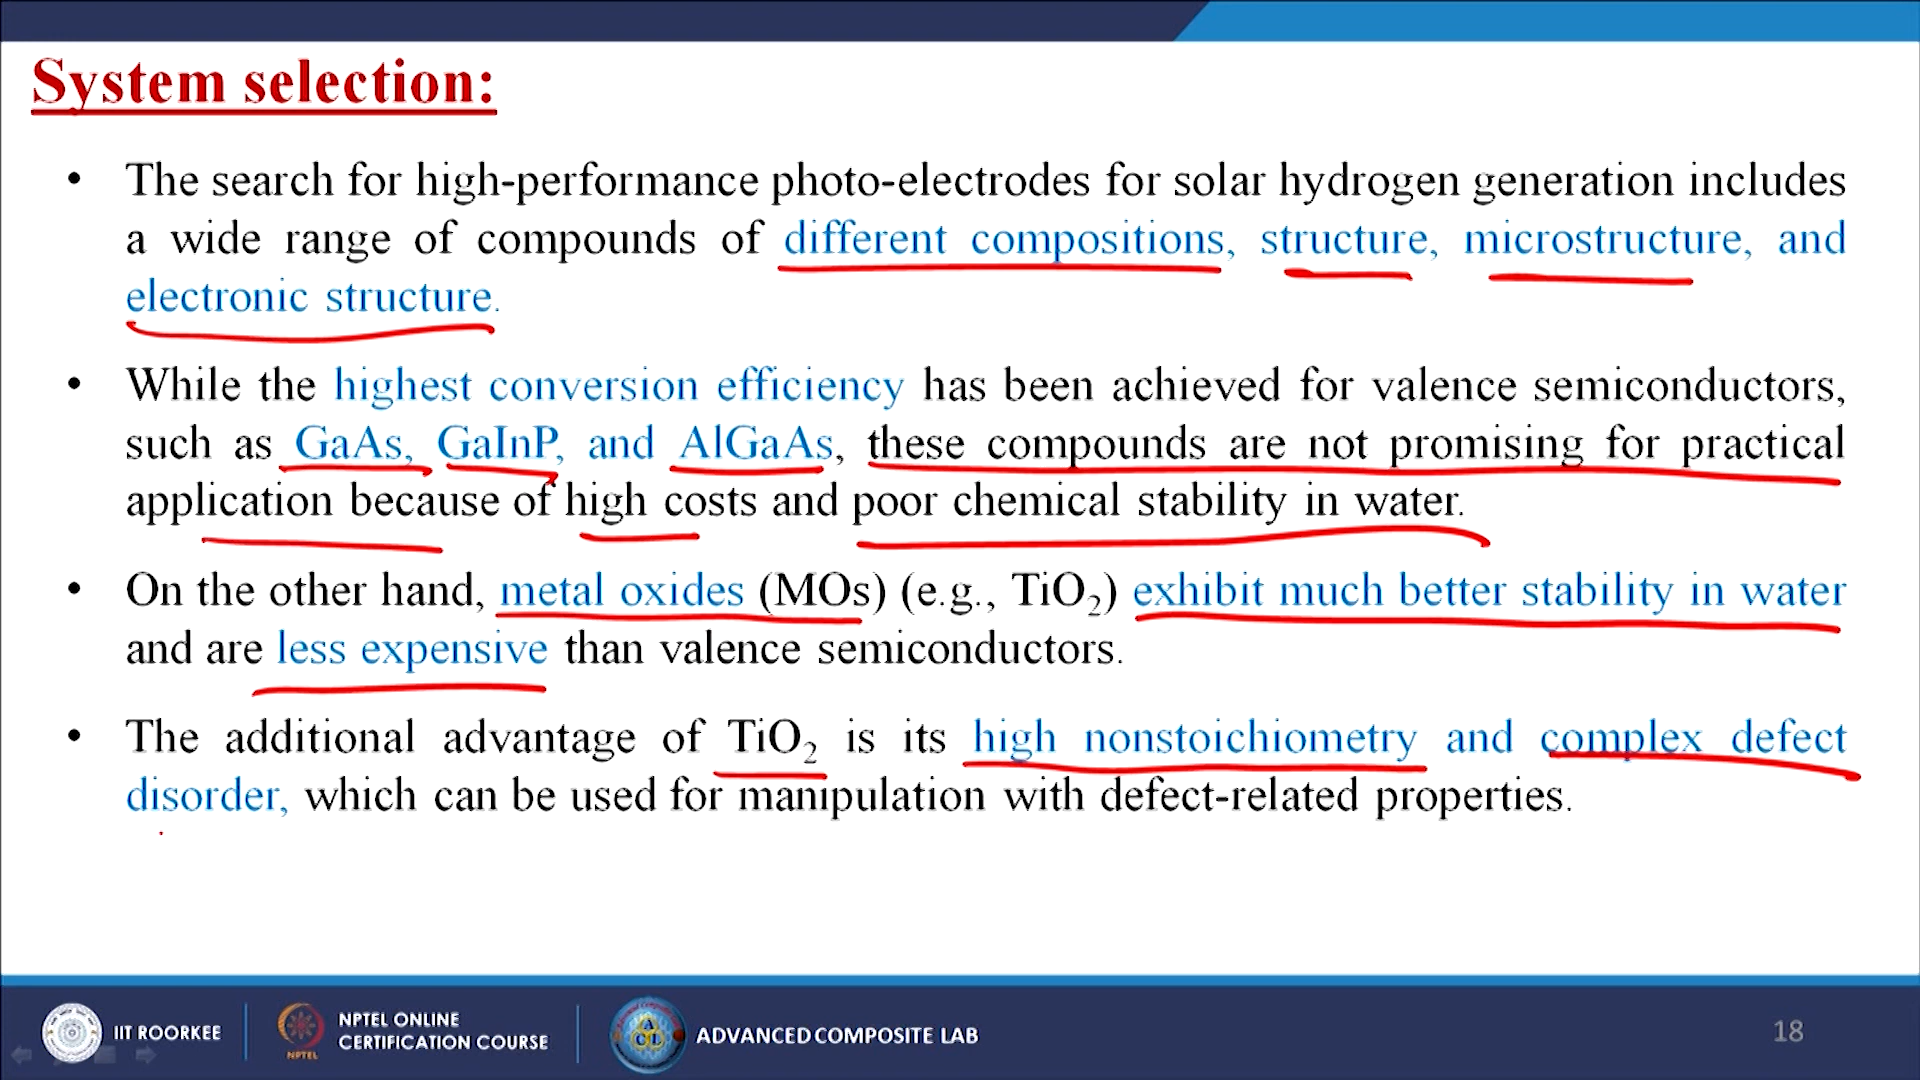 System selection:
• The search for high-performance photo-electrodes for solar hydrogen generation includes
a wide range of compounds of different compositions, structure, microstructure, and
electronic structure.
• While the highest conversion efficiency has been achieved for valence semiconductors,
such as GaAs, GaInP, and AlGaAs, these compounds are not promising for practical
application because of high costs and poor chemical stability in water.
• On the other hand, metal oxides (MOs) (e.g., TiO₂) exhibit much better stability in water
and are less expensive than valence semiconductors.
• The additional advantage of TiO₂ is its high nonstoichiometry and complex defect
disorder, which can be used for manipulation with defect-related properties.
IIT ROORKEE
NPTEL
NPTEL ONLINE
CERTIFICATION COURSE
ADVANCED COMPOSITE LAB
18